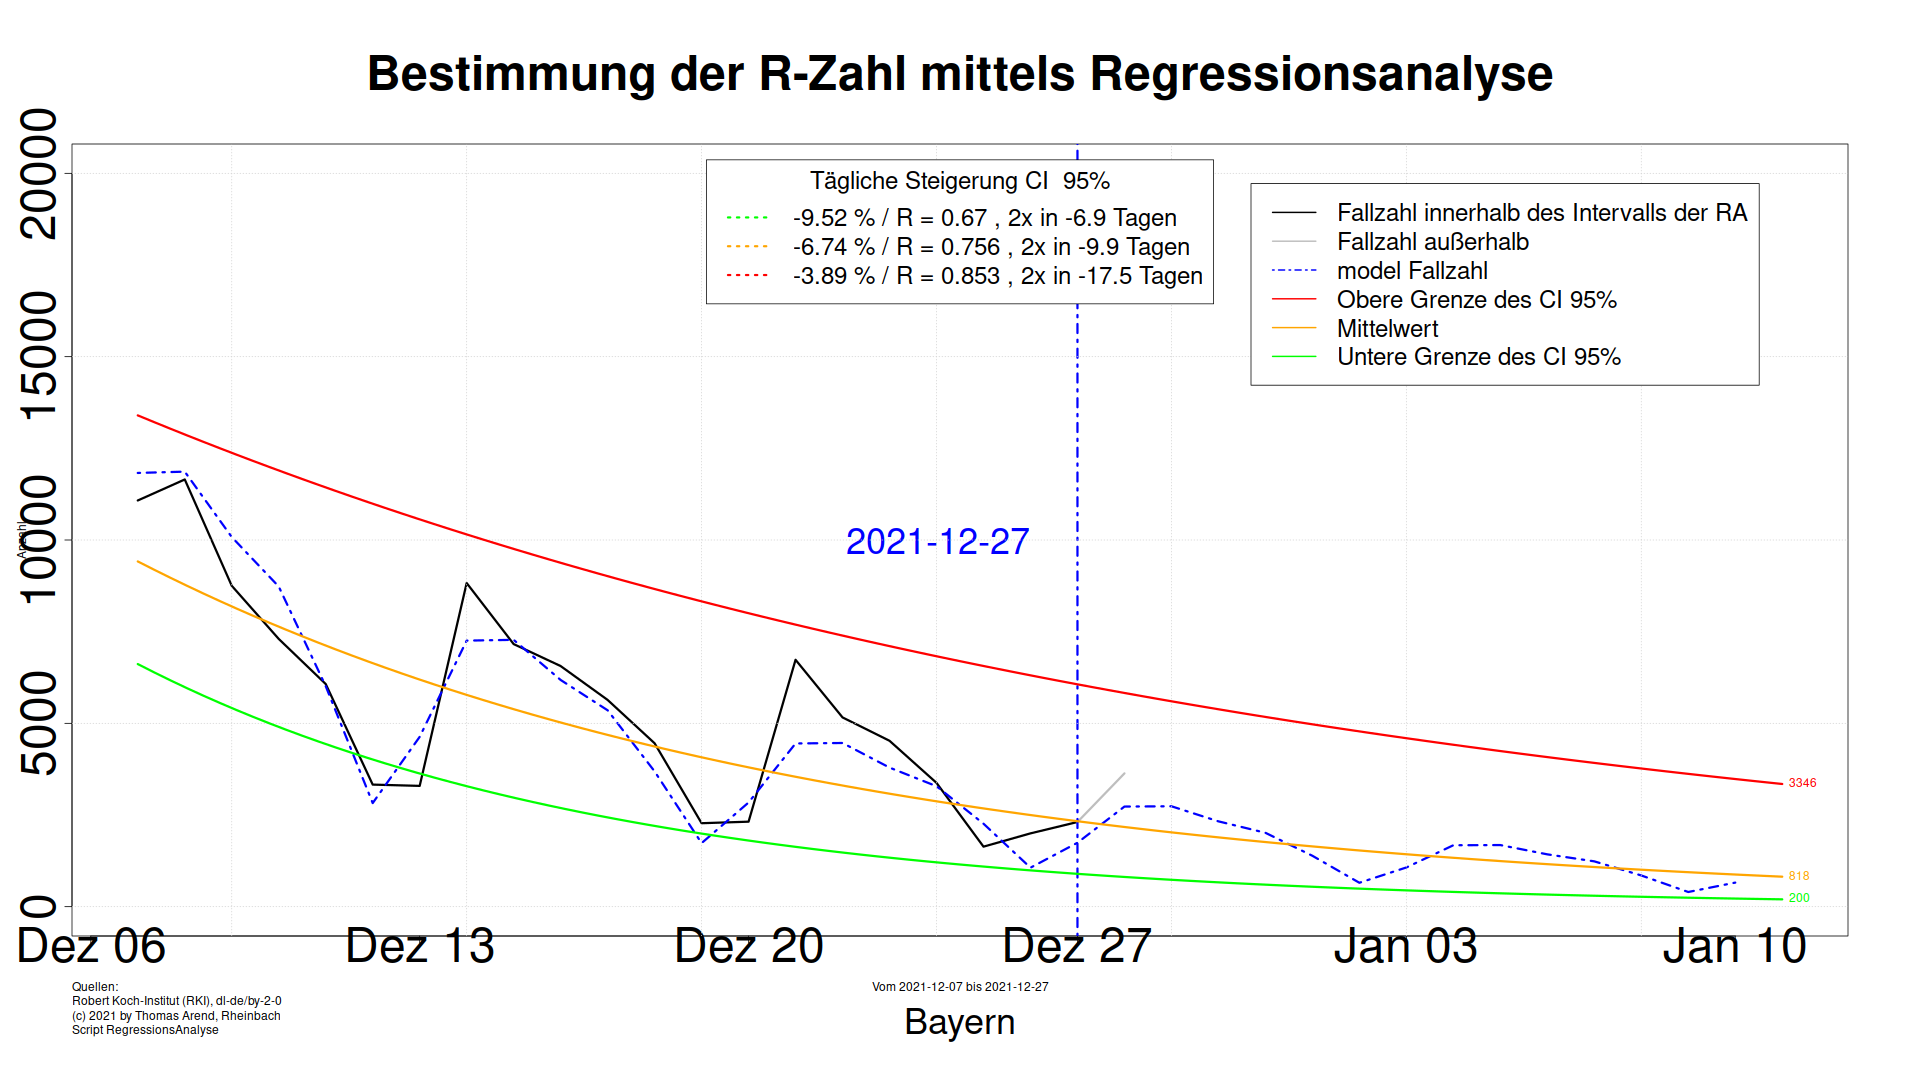 Bestimmung der R-Zahl mittels Regressionsanalyse
Anzahl
20000
15000
10000
5000
0
Tägliche Steigerung CI  95%
-9.52 % / R = 0.67 , 2x in -6.9 Tagen
-6.74 % / R = 0.756 , 2x in -9.9 Tagen
-3.89 % / R = 0.853 , 2x in -17.5 Tagen
Fallzahl innerhalb des Intervalls der RA
Fallzahl außerhalb
model Fallzahl
Obere Grenze des CI 95%
Mittelwert
Untere Grenze des CI 95%
2021-12-27
3346
818
200
Dez 06 Dez 13 Dez 20 Dez 27 Jan 03 Jan 10
Quellen:
Robert Koch-Institut (RKI), dl-de/by-2-0
(c) 2021 by Thomas Arend, Rheinbach
Script RegressionsAnalyse
Vom 2021-12-07 bis 2021-12-27
Bayern